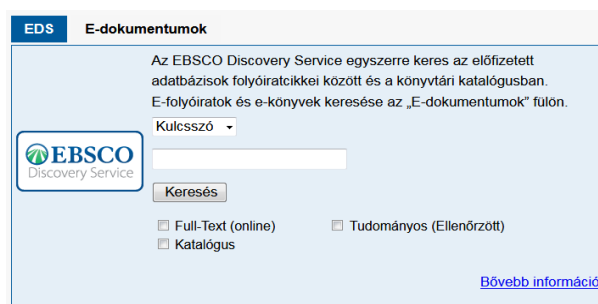 EDS E-dokumentumok
Az EBSCO Discovery Service egyszerre keres az előfizetett
adatbázisok folyóiratcikkei között és a könyvtári katalógusban.
E-folyóiratok és e-könyvek keresése az „E-dokumentumok” fülön.
Kulcsszó
EBSCO
Discovery Service
Keresés
Full-Text (online) Tudományos (Ellenőrzött)
Katalógus
Bővebb információ